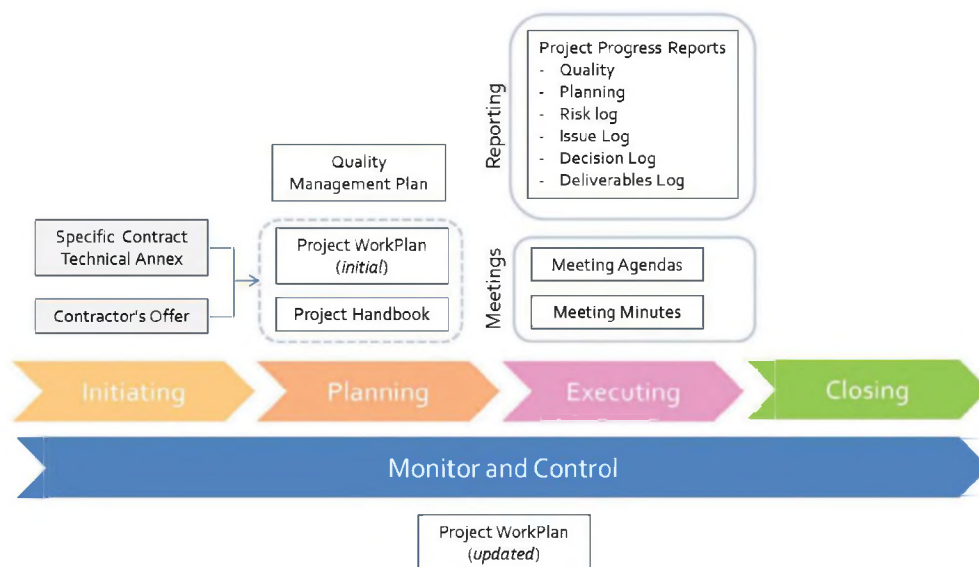 Project Progress Reports
- Quality
- Planning
- Risk log
- Issue Log
- Decision Log
- Deliverables Log
Reporting
Quality
Management Plan
Specific Contract
Technical Annex
Contractor's Offer
Project WorkPlan
(initial)
Project Handbook
Meetings
Meeting Agendas
Meeting Minutes
Initiating
Planning
Executing
Closing
Monitor and Control
Project WorkPlan
(updated)